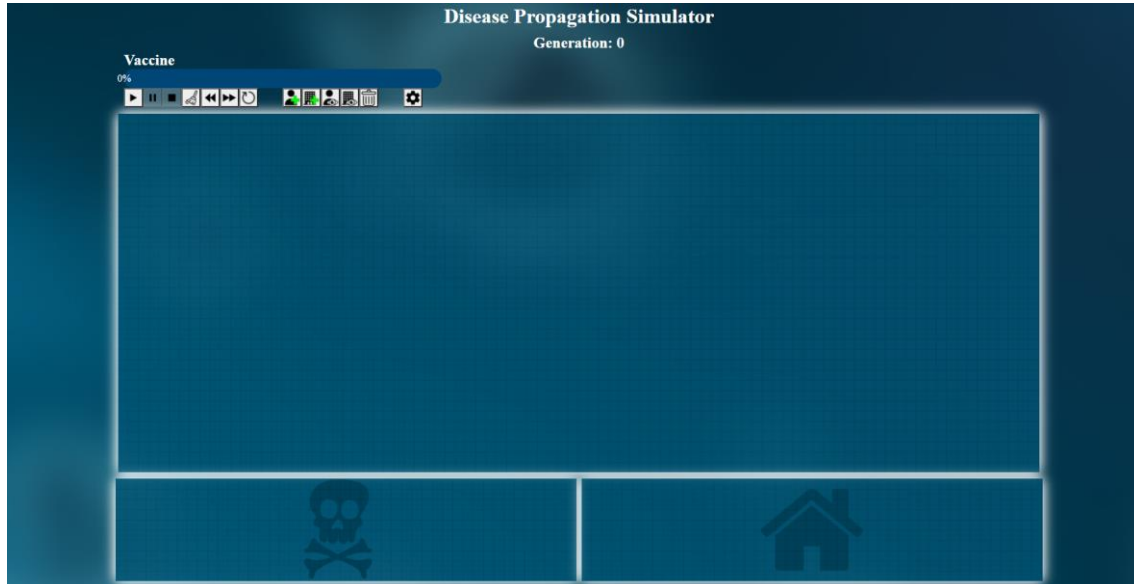 Disease Propagation Simulator
Generation: 0
Vaccine
0%